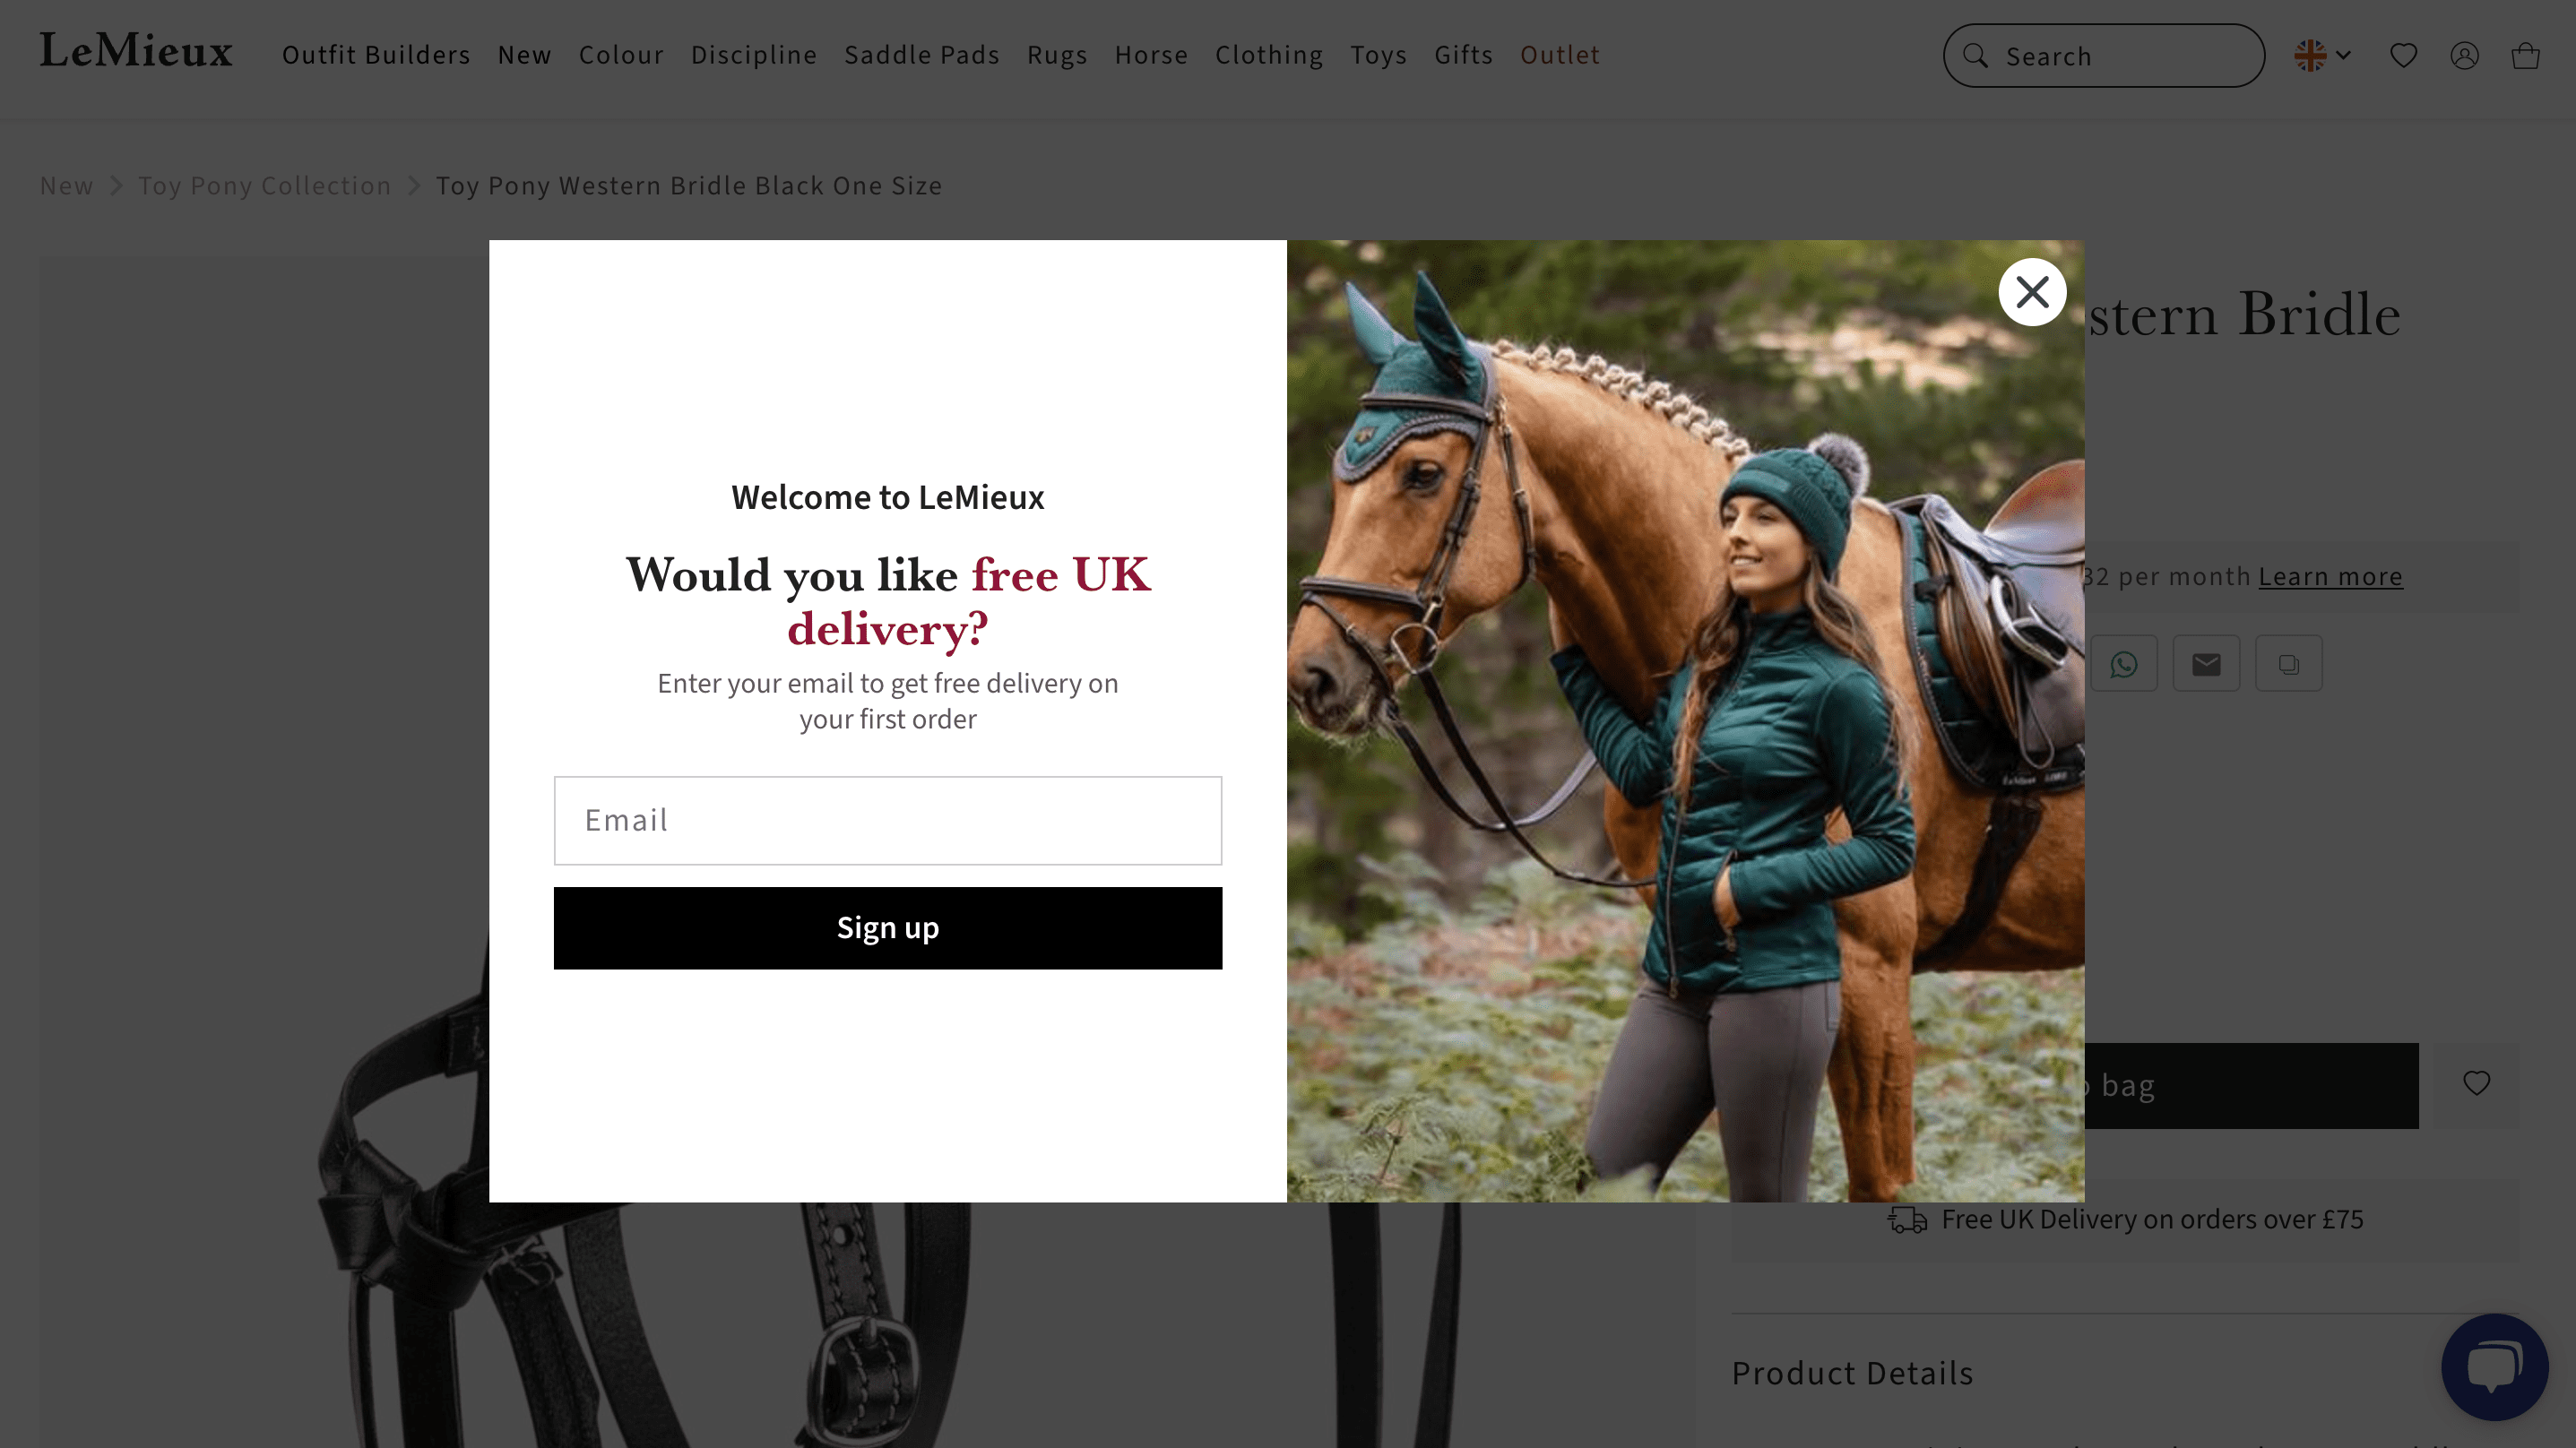 LeMieux
Outfit Builders New Colour Discipline Saddle Pads Rugs Horse Clothing Toys Gifts Outlet
Search
New > Toy Pony Collection > Toy Pony Western Bridle Black One Size
stern Bridle
Welcome to LeMieux
Would you like free UK
delivery?
Enter your email to get free delivery on
your first order
Email
Sign up
32 per month Learn more
bag
Free UK Delivery on orders over £75
Product Details